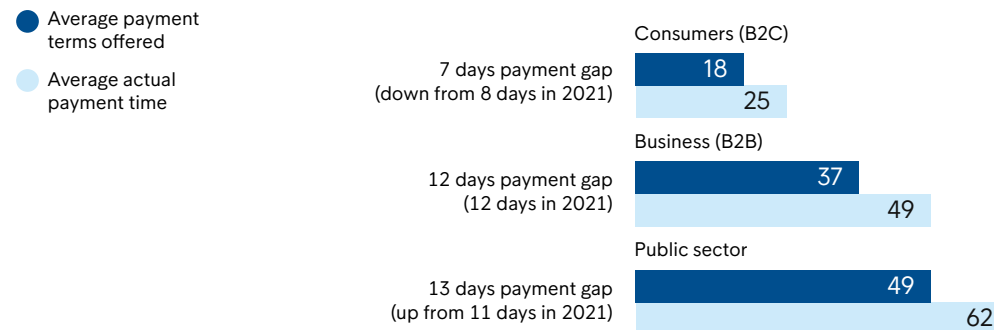 Average payment
terms offered
Average actual
payment time
Consumers (B2C)
7 days payment gap
(down from 8 days in 2021)
18
25
Business (B2B)
12 days payment gap
(12 days in 2021)
37
49
Public sector
13 days payment gap
(up from 11 days in 2021)
49
62